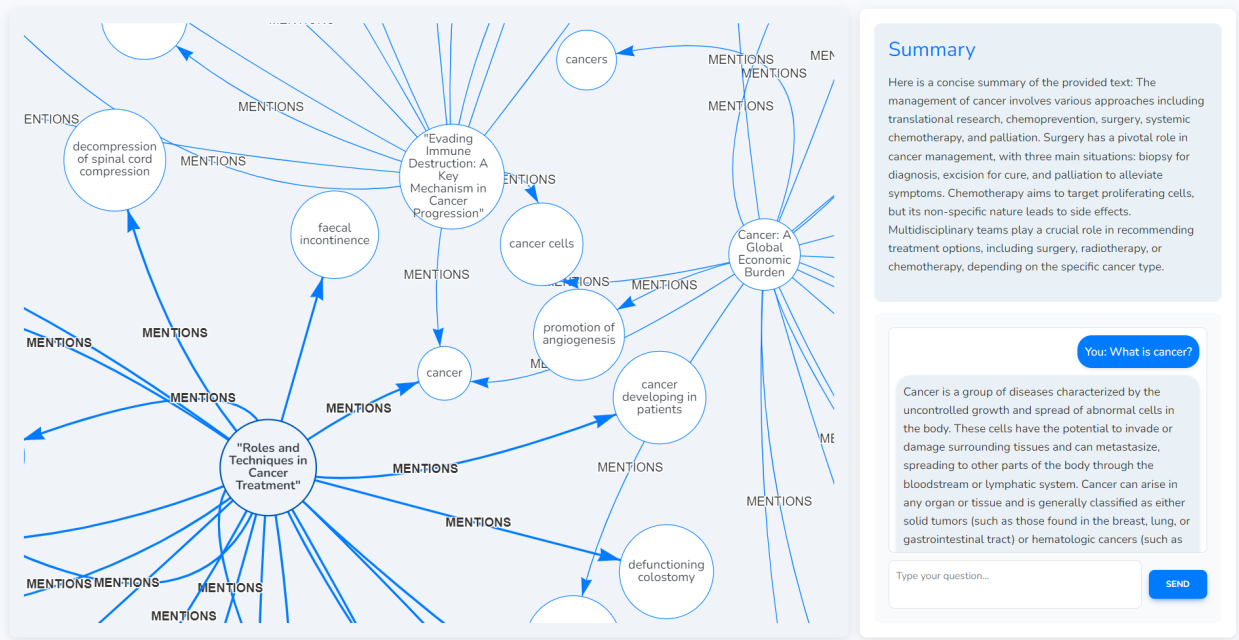 MENTIONS
cancers
MENTIONS
MENTIONS
MENTIONS
MENTIONS
decompression
of spinal cord
compression
MENTIONS
"Evading
Immune
Destruction: A
Key
Mechanism in
Cancer
Progression"
faecal
incontinence
cancer cells
Cancer: A
Global
Economic
Burden
MENTIONS
MENTIONS
promotion of
angiogenesis
MENTIONS
MENTIONS
cancer
MENTIONS
MENTIONS
cancer
developing in
patients
"Roles and
Techniques in
Cancer
Treatment"
MENTIONS
MENTIONS
MENTIONS
MENTIONS
defunctioning
colostomy
MENTIONS
MENTIONS
MENTIONS
MENTIONS
Summary
Here is a concise summary of the provided text: The
management of cancer involves various approaches including
translational research, chemoprevention, surgery, systemic
chemotherapy, and palliation. Surgery has a pivotal role in
cancer management, with three main situations: biopsy for
diagnosis, excision for cure, and palliation to alleviate
symptoms. Chemotherapy aims to target proliferating cells,
but its non-specific nature leads to side effects.
Multidisciplinary teams play a crucial role in recommending
treatment options, including surgery, radiotherapy, or
chemotherapy, depending on the specific cancer type.
You: What is cancer?
Cancer is a group of diseases characterized by the
uncontrolled growth and spread of abnormal cells in
the body. These cells have the potential to invade or
damage surrounding tissues and can metastasize,
spreading to other parts of the body through the
bloodstream or lymphatic system. Cancer can arise in
any organ or tissue and is generally classified as either
solid tumors (such as those found in the breast, lung, or
gastrointestinal tract) or hematologic cancers (such as
Type your question...
SEND